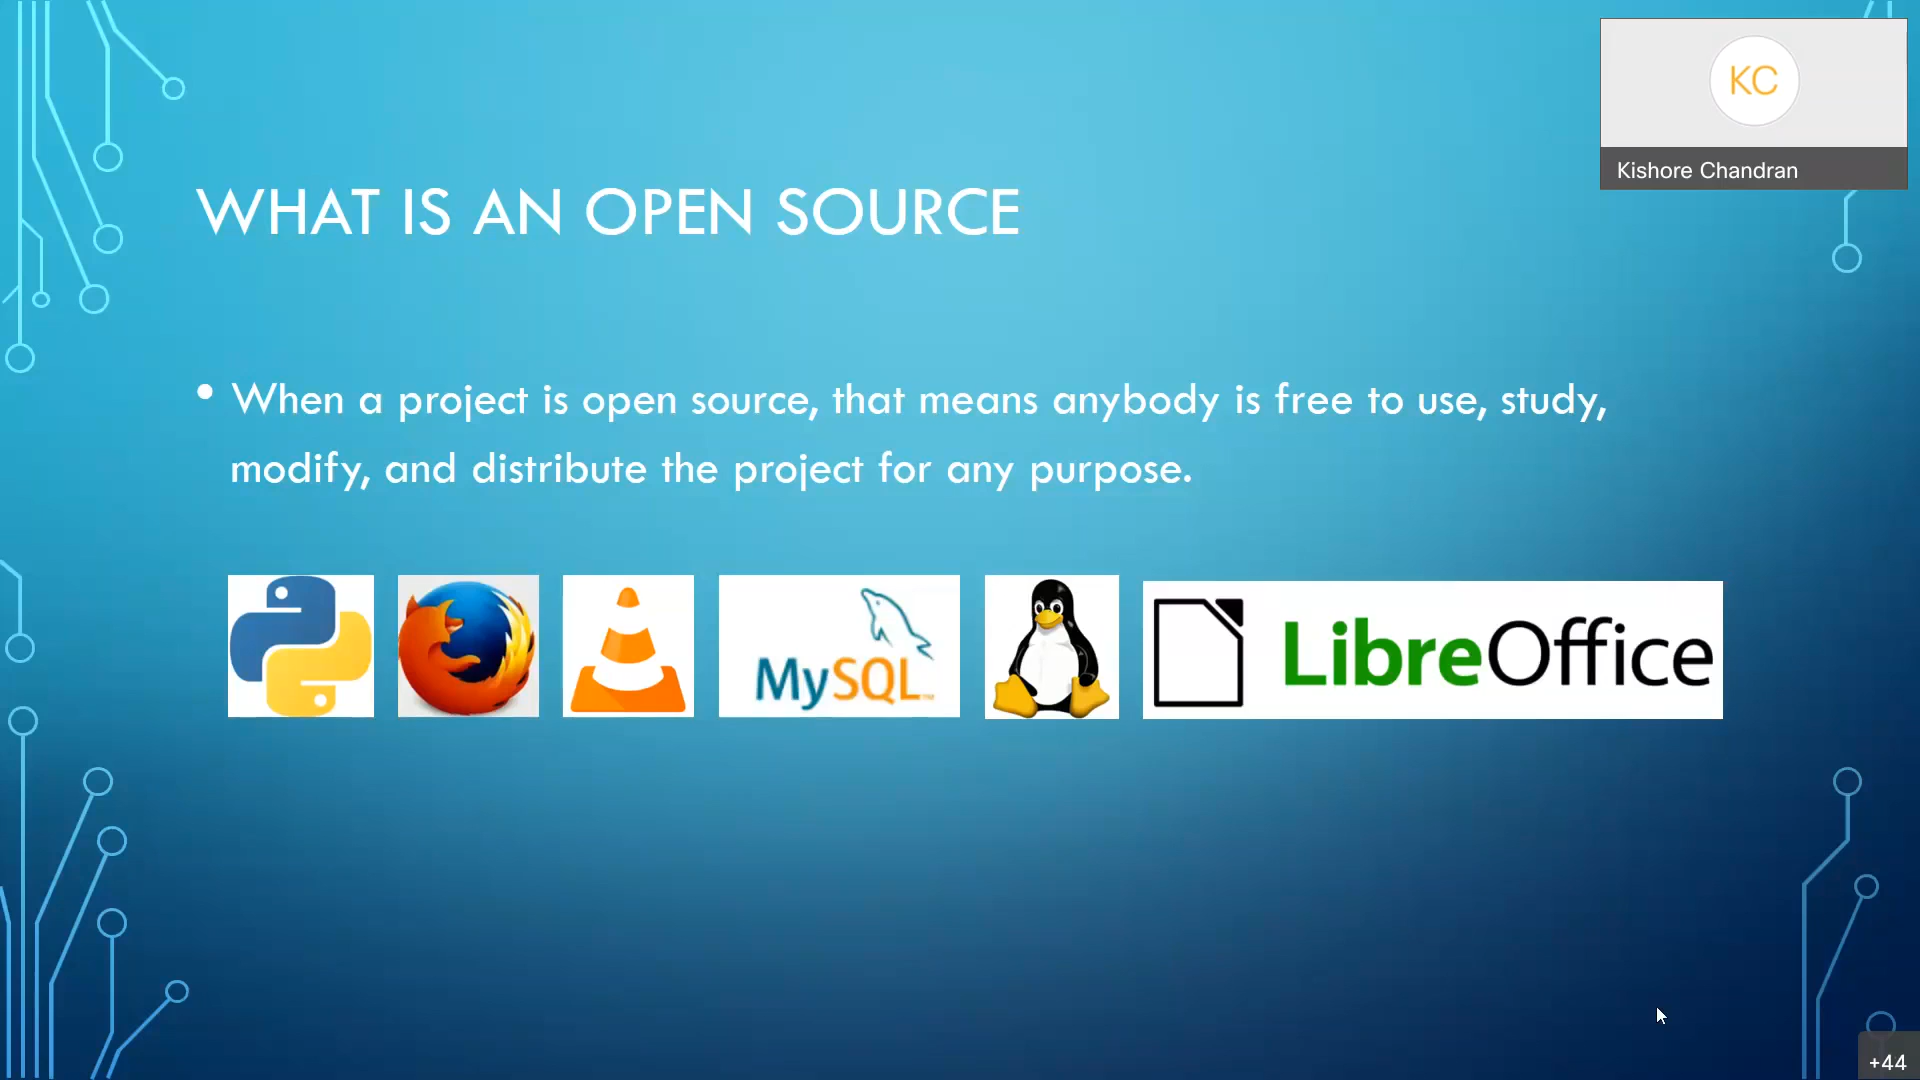 KC
Kishore Chandran
WHAT IS AN OPEN SOURCE
• When a project is open source, that means anybody is free to use, study,
modify, and distribute the project for any purpose.
MySQL™
LibreOffice
+44